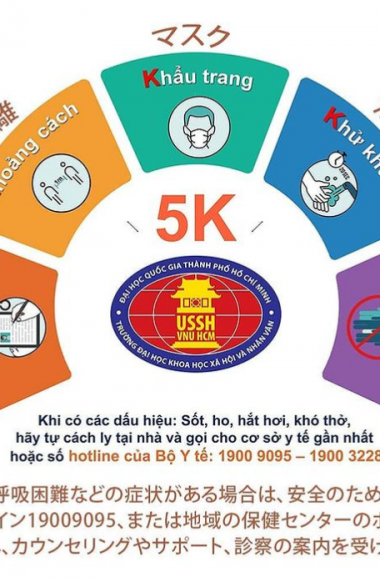 マスク
離
Khẩu trang
oảng cách
Khử kh
5K
ĐẠI HỌC QUỐC GIA THÀNH PHỐ HỒ CHÍ MINH
USSH
VNU HCM
TRƯỜNG ĐẠI HỌC KHOA HỌC XÃ HỘI VÀ NHÂN VĂN
Khi có các dấu hiệu: Sốt, ho, hắt hơi, khó thở,
hãy tự cách ly tại nhà và gọi cho cơ sở y tế gần nhất
hoặc số hotline của Bộ Y tế: 1900 9095 – 1900 3228
呼吸困難などの症状がある場合は、安全のため
イン19009095、または地域の保健センターのホ
、カウンセリングやサポート、診察の案内を受け